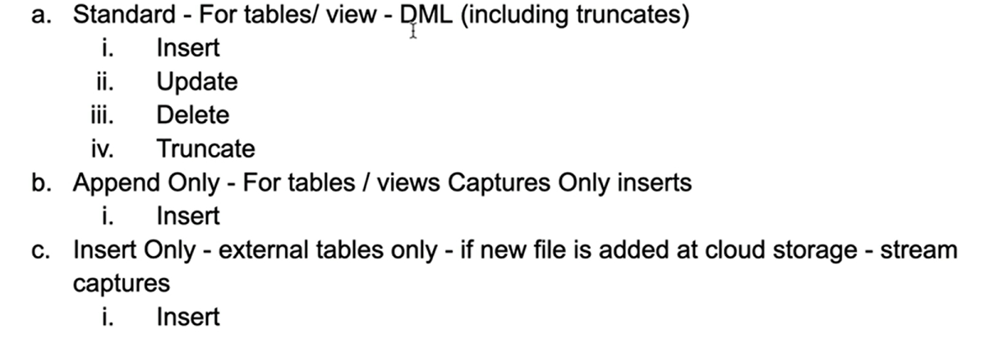 a. Standard - For tables/ view - DML (including truncates)
i. Insert
ii. Update
iii. Delete
iv. Truncate
b. Append Only - For tables / views Captures Only inserts
i. Insert
c. Insert Only - external tables only - if new file is added at cloud storage - stream
captures
i. Insert